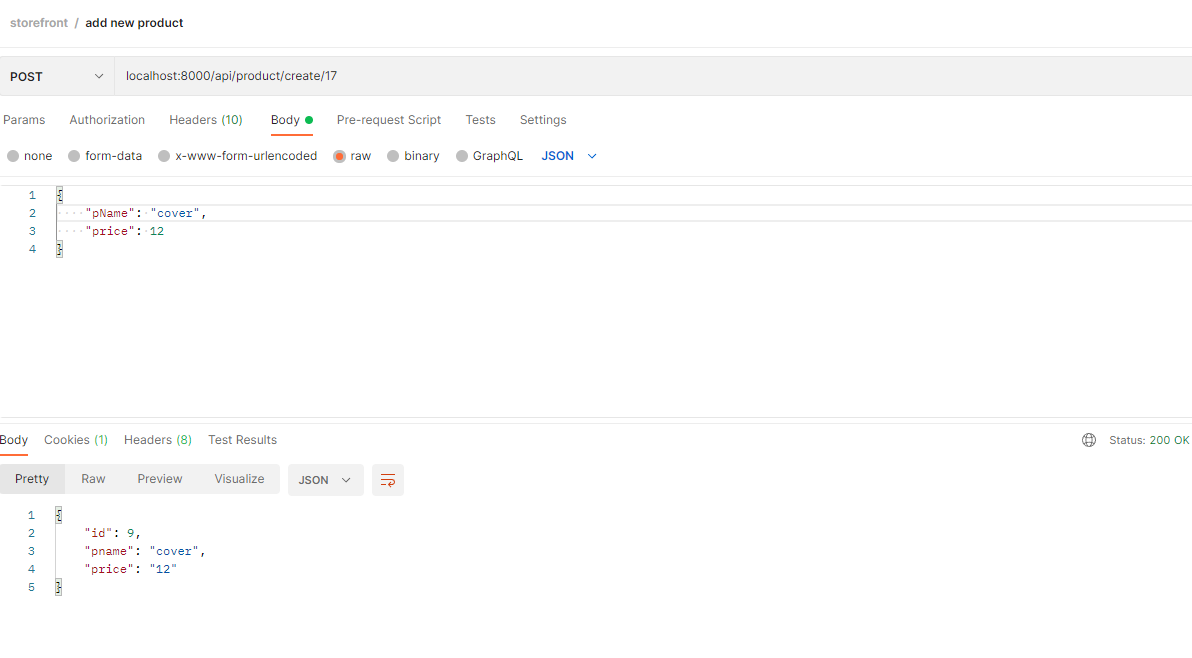 storefront / add new product
POST localhost:8000/api/product/create/17
Params Authorization Headers (10) Body Pre-request Script Tests Settings
none form-data x-www-form-urlencoded raw binary GraphQL JSON
1 {
2 "pName": "cover",
3 "price": 12
4 }
Body Cookies (1) Headers (8) Test Results Status: 200 OK
Pretty Raw Preview Visualize JSON
1 {
2 "id": 9,
3 "pname": "cover",
4 "price": "12"
5 }